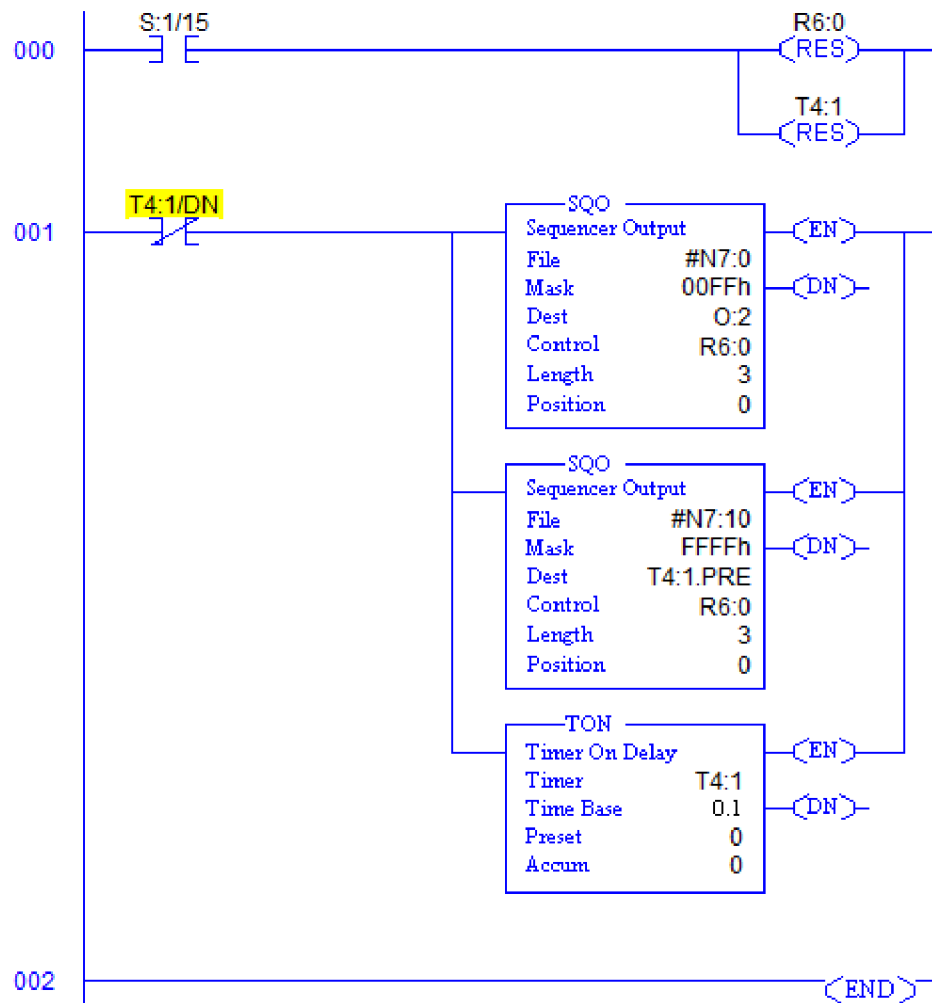 S:1/15
R6:0
000
RES
T4:1
RES
T4:1/DN
001
SQO
Sequencer Output
EN
File #N7:0
Mask 00FFh
DN
Dest O:2
Control R6:0
Length 3
Position 0
SQO
Sequencer Output
EN
File #N7:10
Mask FFFFh
DN
Dest T4:1.PRE
Control R6:0
Length 3
Position 0
TON
Timer On Delay
EN
Timer T4:1
Time Base 0.1
DN
Preset 0
Accum 0
002
END